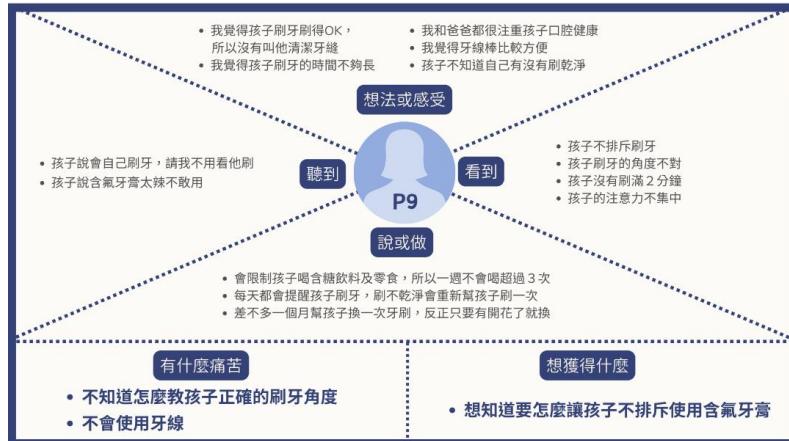 • 我覺得孩子刷牙刷得OK，
所以沒有叫他清潔牙縫
• 我覺得孩子刷牙的時間不夠長
• 我和爸爸都很注重孩子口腔健康
• 我覺得牙線棒比較方便
• 孩子不知道自己有沒有刷乾淨
想法或感受
• 孩子說會自己刷牙，請我不用看他刷
• 孩子說含氟牙膏太辣不敢用
聽到
P9
看到
• 孩子不排斥刷牙
• 孩子刷牙的角度不對
• 孩子沒有刷滿２分鐘
• 孩子的注意力不集中
說或做
• 會限制孩子喝含糖飲料及零食，所以一週不會喝超過３次
• 每天都會提醒孩子刷牙，刷不乾淨會重新幫孩子刷一次
• 差不多一個月幫孩子換一次牙刷，反正只要有開花了就換
有什麼痛苦
• 不知道怎麼教孩子正確的刷牙角度
• 不會使用牙線
想獲得什麼
• 想知道要怎麼讓孩子不排斥使用含氟牙膏